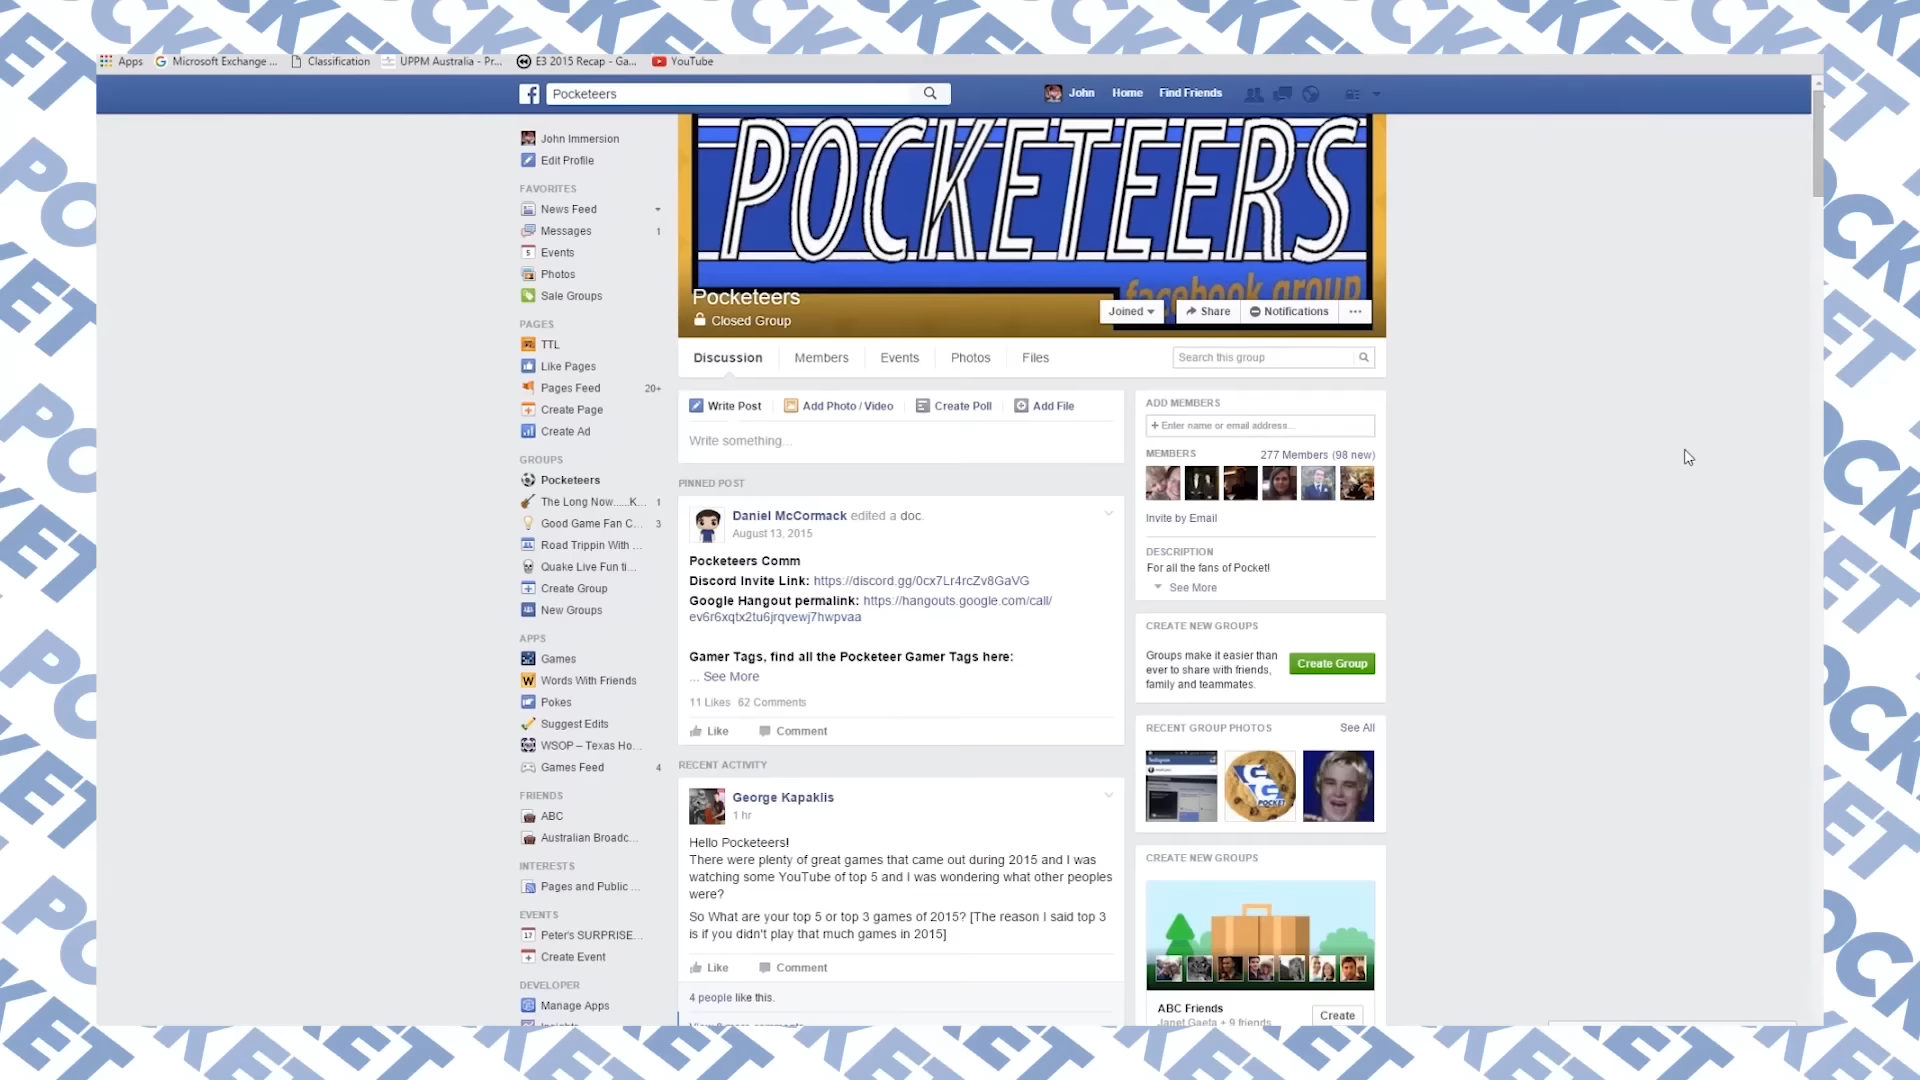 Apps
Microsoft Exchange ...
Classification
UPPM Australia - Pr...
E3 2015 Recap - Ga...
YouTube
Pocketeers
John
Home
Find Friends
John Immersion
Edit Profile
FAVORITES
News Feed
Messages 1
Events
Photos
Sale Groups
PAGES
TTL
Like Pages
Pages Feed 20+
Create Page
Create Ad
GROUPS
Pocketeers
The Long Now......K... 1
Good Game Fan C... 3
Road Trippin With ...
Quake Live Fun ti...
Create Group
New Groups
APPS
Games
Words With Friends
Pokes
Suggest Edits
WSOP – Texas Ho...
Games Feed 4
FRIENDS
ABC
Australian Broadc...
INTERESTS
Pages and Public ...
EVENTS
Peter's SURPRISE...
Create Event
DEVELOPER
Manage Apps
Insights
POCKETEERS
facebook group
Pocketeers
Closed Group
Joined
Share
Notifications
...
Discussion
Members
Events
Photos
Files
Search this group
Write Post
Add Photo / Video
Create Poll
Add File
Write something...
PINNED POST
Daniel McCormack edited a doc.
August 13, 2015
Pocketeers Comm
Discord Invite Link: https://discord.gg/0cx7Lr4rcZv8GaVG
Google Hangout permalink: https://hangouts.google.com/call/
ev6r6xqtx2tu6jrqvewj7hwpvaa
Gamer Tags, find all the Pocketeer Gamer Tags here:
... See More
11 Likes 62 Comments
Like
Comment
RECENT ACTIVITY
George Kapaklis
1 hr
Hello Pocketeers!
There were plenty of great games that came out during 2015 and I was
watching some YouTube of top 5 and I was wondering what other peoples
were?
So What are your top 5 or top 3 games of 2015? [The reason I said top 3
is if you didn't play that much games in 2015]
Like
Comment
4 people like this.
ADD MEMBERS
+ Enter name or email address...
MEMBERS
277 Members (98 new)
Invite by Email
DESCRIPTION
For all the fans of Pocket!
See More
CREATE NEW GROUPS
Groups make it easier than
ever to share with friends,
family and teammates.
Create Group
RECENT GROUP PHOTOS
See All
POCKET
CREATE NEW GROUPS
ABC Friends
Janet Gaeta + 9 friends
Create